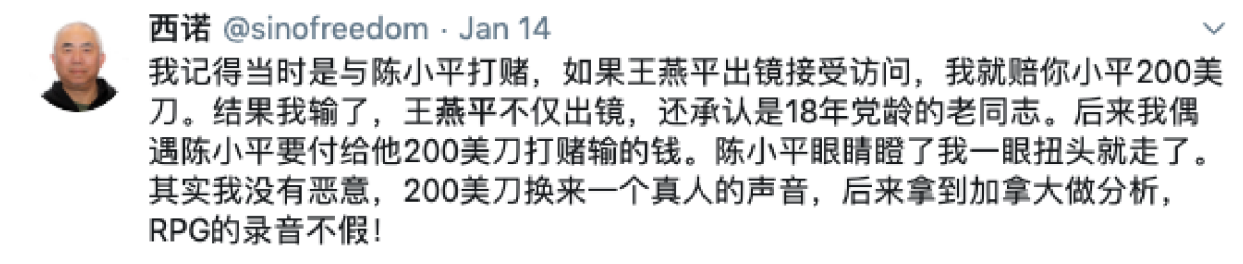 西诺 @sinofreedom · Jan 14
我记得当时是与陈小平打赌，如果王燕平出镜接受访问，我就赔你小平200美
刀。结果我输了，王燕平不仅出镜，还承认是18年党龄的老同志。后来我偶
遇陈小平要付给他200美刀打赌输的钱。陈小平眼睛瞪了我一眼扭头就走了。
其实我没有恶意，200美刀换来一个真人的声音，后来拿到加拿大做分析，
RPG的录音不假！